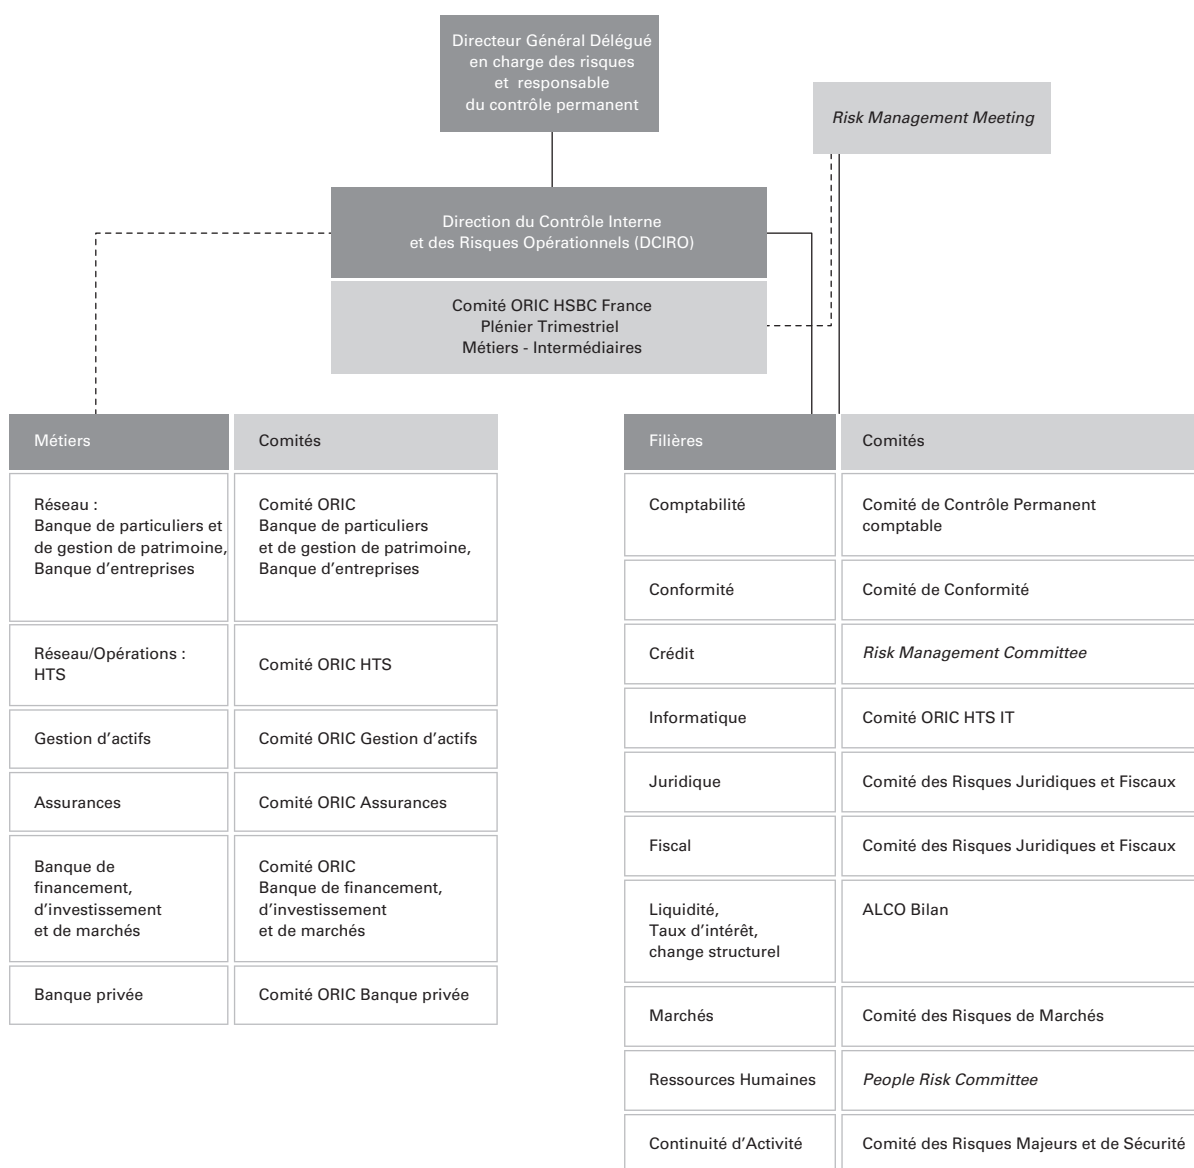 Directeur Général Délégué
en charge des risques
et responsable
du contrôle permanent
Risk Management Meeting
Direction du Contrôle Interne
et des Risques Opérationnels (DCIRO)
Comité ORIC HSBC France
Plénier Trimestriel
Métiers - Intermédiaires
Métiers
Comités
Réseau :
Banque de particuliers et
de gestion de patrimoine,
Banque d’entreprises
Comité ORIC
Banque de particuliers
et de gestion de patrimoine,
Banque d’entreprises
Réseau/Opérations :
HTS
Comité ORIC HTS
Gestion d’actifs
Comité ORIC Gestion d’actifs
Assurances
Comité ORIC Assurances
Banque de
financement,
d’investissement
et de marchés
Comité ORIC
Banque de financement,
d’investissement
et de marchés
Banque privée
Comité ORIC Banque privée
Filières
Comités
Comptabilité
Comité de Contrôle Permanent
comptable
Conformité
Comité de Conformité
Crédit
Risk Management Committee
Informatique
Comité ORIC HTS IT
Juridique
Comité des Risques Juridiques et Fiscaux
Fiscal
Comité des Risques Juridiques et Fiscaux
Liquidité,
Taux d’intérêt,
change structurel
ALCO Bilan
Marchés
Comité des Risques de Marchés
Ressources Humaines
People Risk Committee
Continuité d’Activité
Comité des Risques Majeurs et de Sécurité